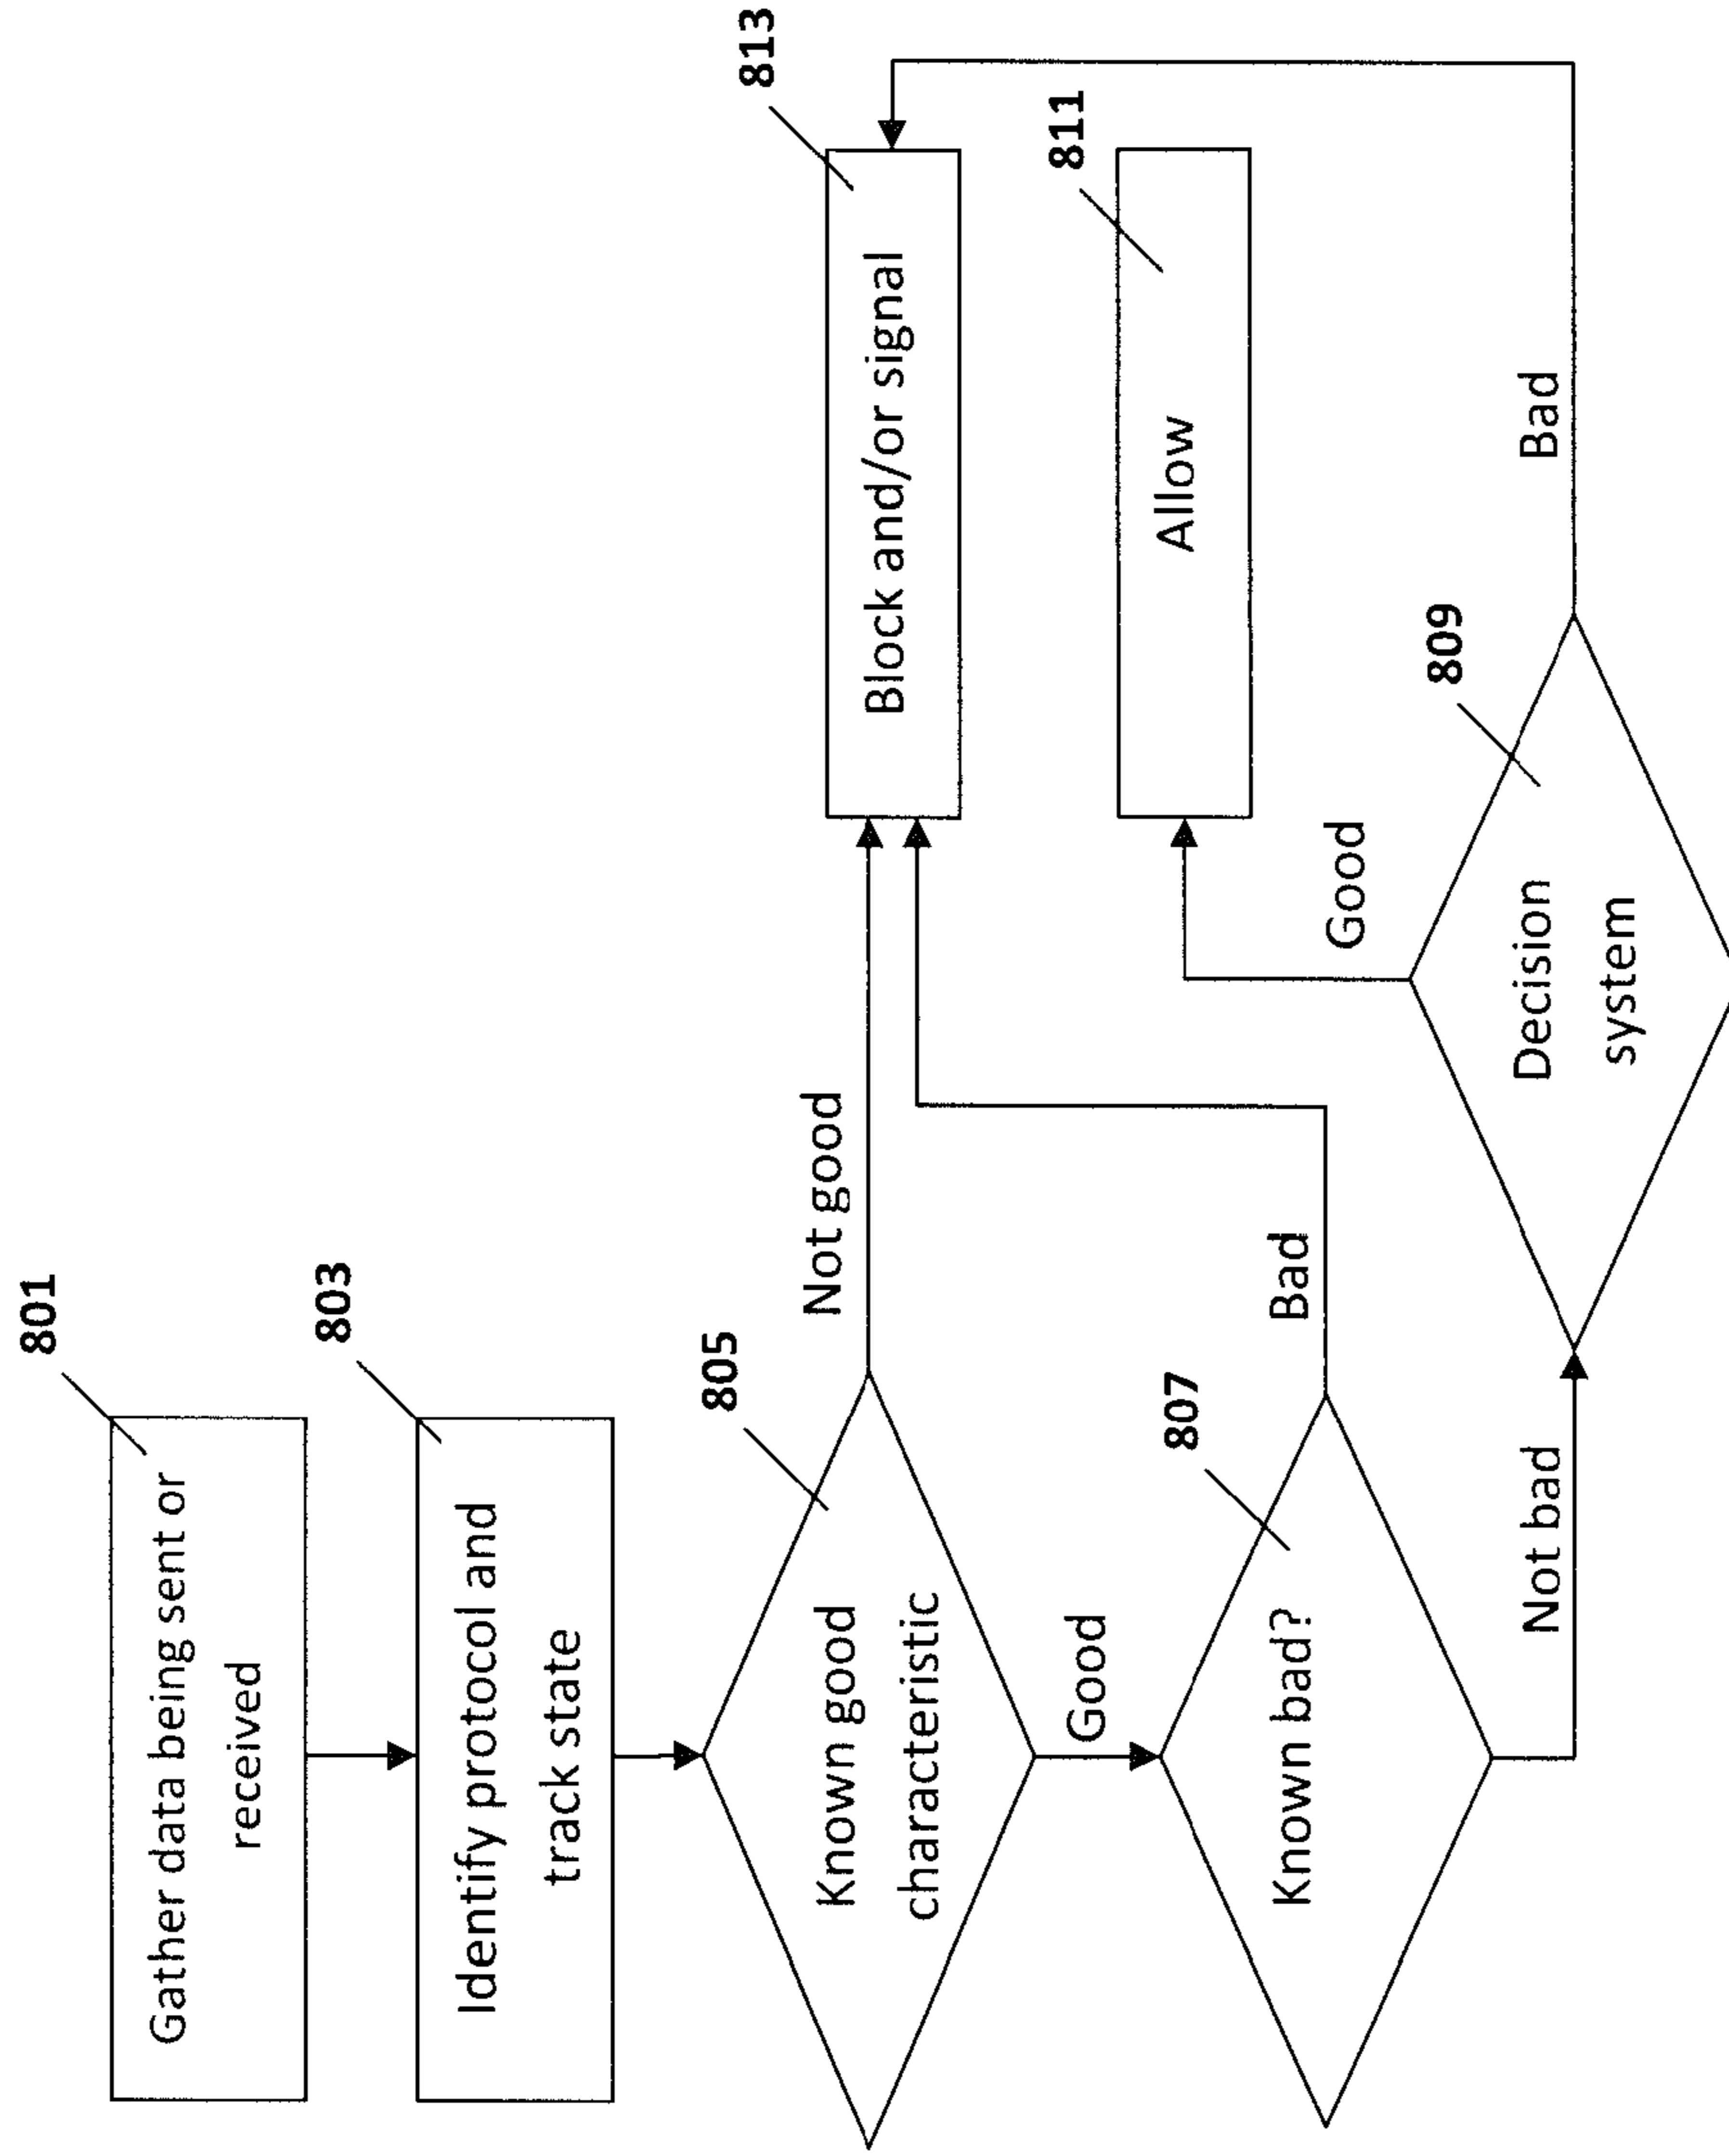 801
Gather data being sent or
received
803
Identify protocol and
track state
805
Known good
characteristic
Not good
Good
807
Known bad?
Bad
Not bad
809
Decision
system
Good
Bad
811
Allow
813
Block and/or signal